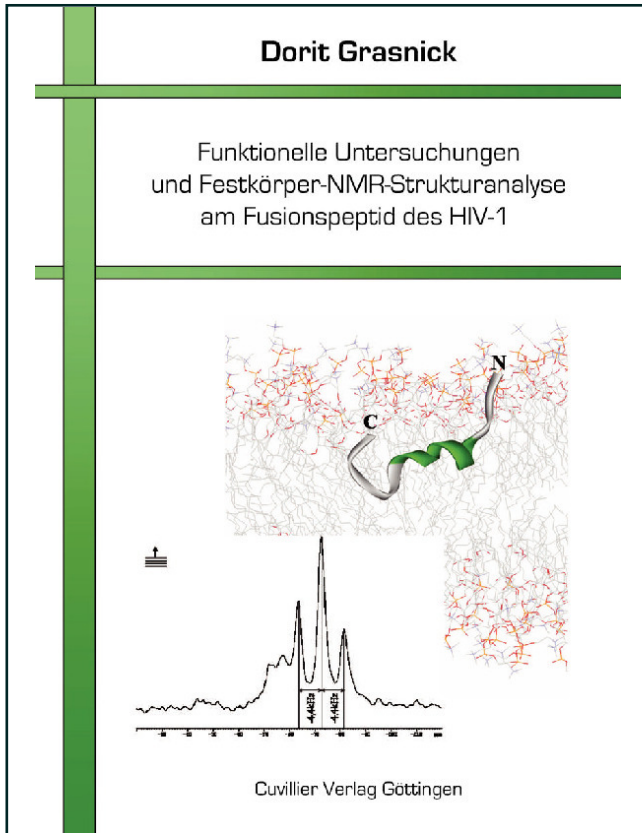 Dorit Grasnick
Funktionelle Untersuchungen
und Festkörper-NMR-Strukturanalyse
am Fusionspeptid des HIV-1
N
C
Cuvillier Verlag Göttingen